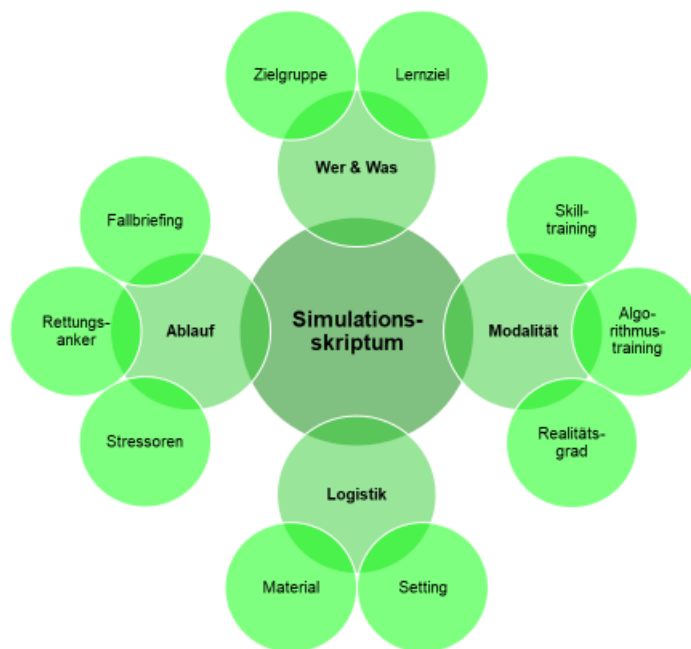 Zielgruppe
Lernziel
Wer & Was
Fallbriefing
Skill-
training
Rettungs-
anker
Ablauf
Simulations-
skriptum
Modalität
Algo-
rithmus-
training
Stressoren
Realitäts-
grad
Logistik
Material
Setting